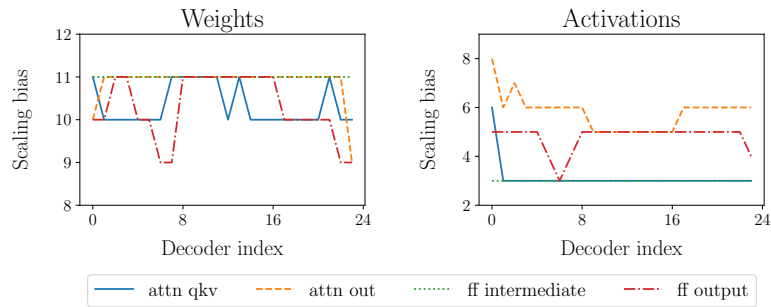 Weights
Activations
12
11
10
9
8
Scaling bias
0
8
16
24
Decoder index
8
6
4
2
Scaling bias
0
8
16
24
Decoder index
attn qkv
attn out
ff intermediate
ff output